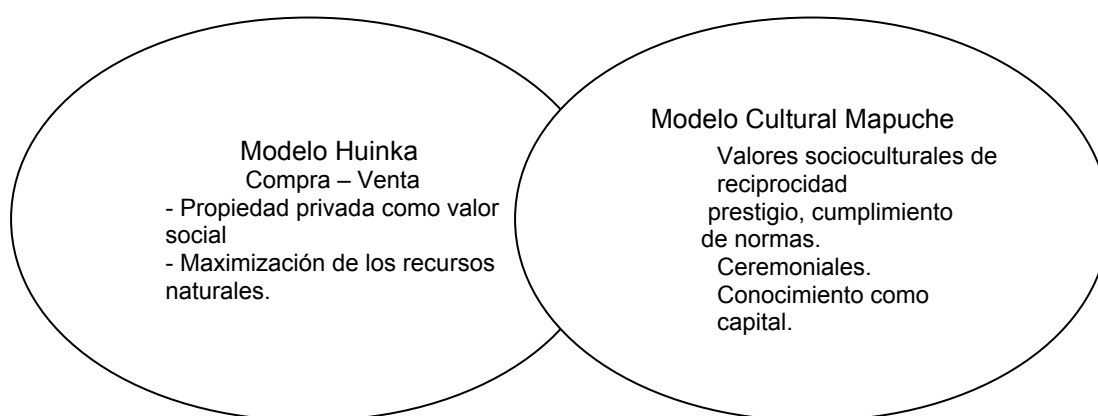 Modelo Huinka
Compra – Venta
- Propiedad privada como valor
social
- Maximización de los recursos
naturales.
Modelo Cultural Mapuche
Valores socioculturales de
reciprocidad
prestigio, cumplimiento
de normas.
Ceremoniales.
Conocimiento como
capital.